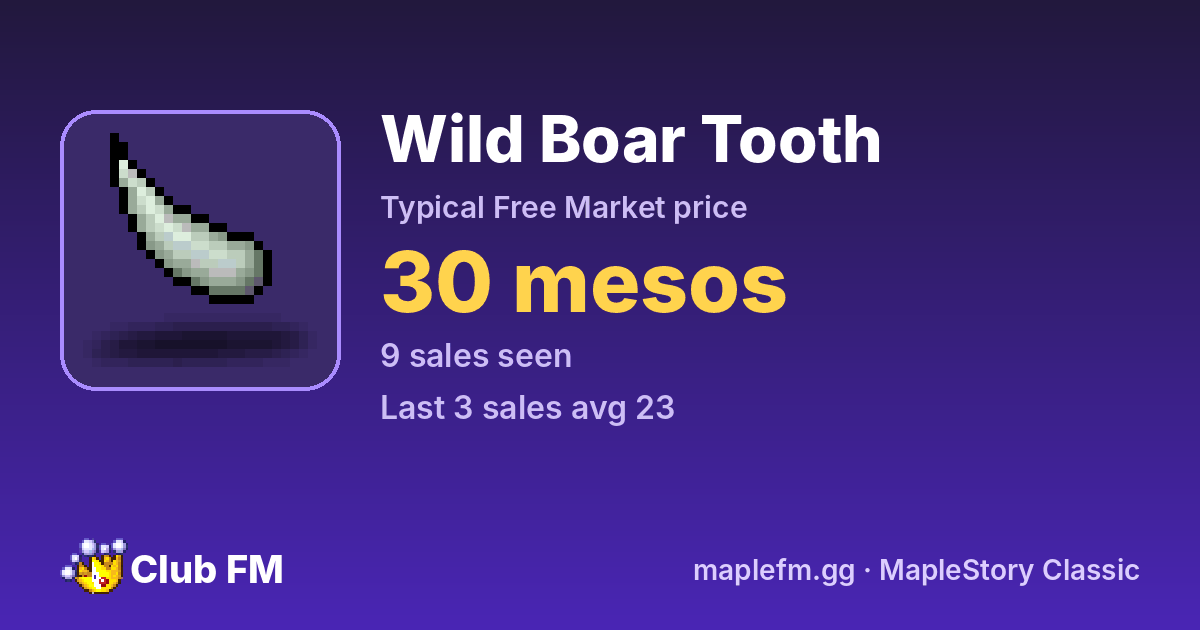 Wild Boar Tooth
Typical Free Market price
30 mesos
9 sales seen
Last 3 sales avg 23
Club FM
maplefm.gg · MapleStory Classic